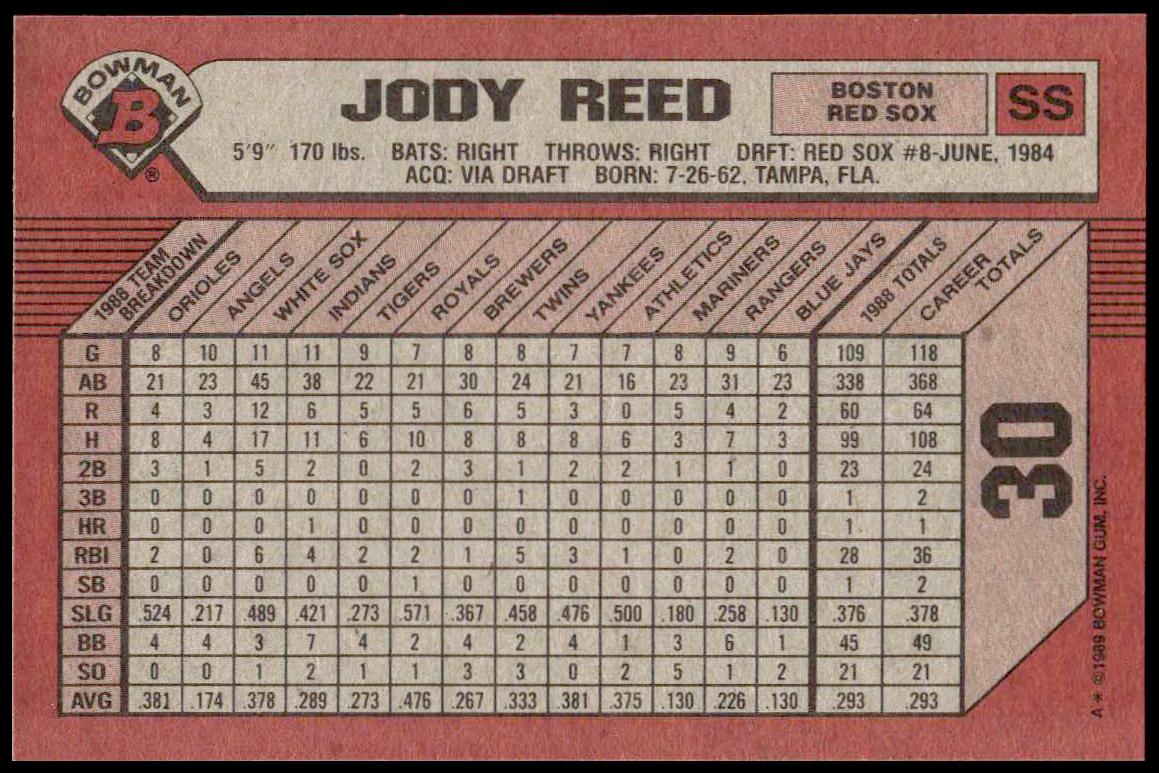 BOWMAN
B
®
JODY REED
BOSTON
RED SOX
SS
5'9" 170 lbs. BATS: RIGHT THROWS: RIGHT DRFT: RED SOX #8-JUNE, 1984
ACQ: VIA DRAFT BORN: 7-26-62, TAMPA, FLA.
1988 TEAM BREAKDOWN ORIOLES ANGELS WHITE SOX INDIANS TIGERS ROYALS BREWERS TWINS YANKEES ATHLETICS MARINERS RANGERS BLUE JAYS 1988 TOTALS CAREER TOTALS
G 8 10 11 11 9 7 8 8 7 7 8 9 6 109 118
AB 21 23 45 38 22 21 30 24 21 16 23 31 23 338 368
R 4 3 12 6 5 5 6 5 3 0 5 4 2 60 64
H 8 4 17 11 6 10 8 8 8 6 3 7 3 99 108
2B 3 1 5 2 0 2 3 1 2 2 1 1 0 23 24
3B 0 0 0 0 0 0 0 1 0 0 0 0 0 1 2
HR 0 0 0 1 0 0 0 0 0 0 0 0 0 1 1
RBI 2 0 6 4 2 2 1 5 3 1 0 2 0 28 36
SB 0 0 0 0 0 1 0 0 0 0 0 0 0 1 2
SLG .524 .217 .489 .421 .273 .571 .367 .458 .476 .500 .180 .258 .130 .376 .378
BB 4 4 3 7 4 2 4 2 4 1 3 6 1 45 49
SO 0 0 1 2 1 1 3 3 0 2 5 1 2 21 21
AVG .381 .174 .378 .289 .273 .476 .267 .333 .381 .375 .130 .226 .130 .293 .293
30
A * ©1989 BOWMAN GUM, INC.